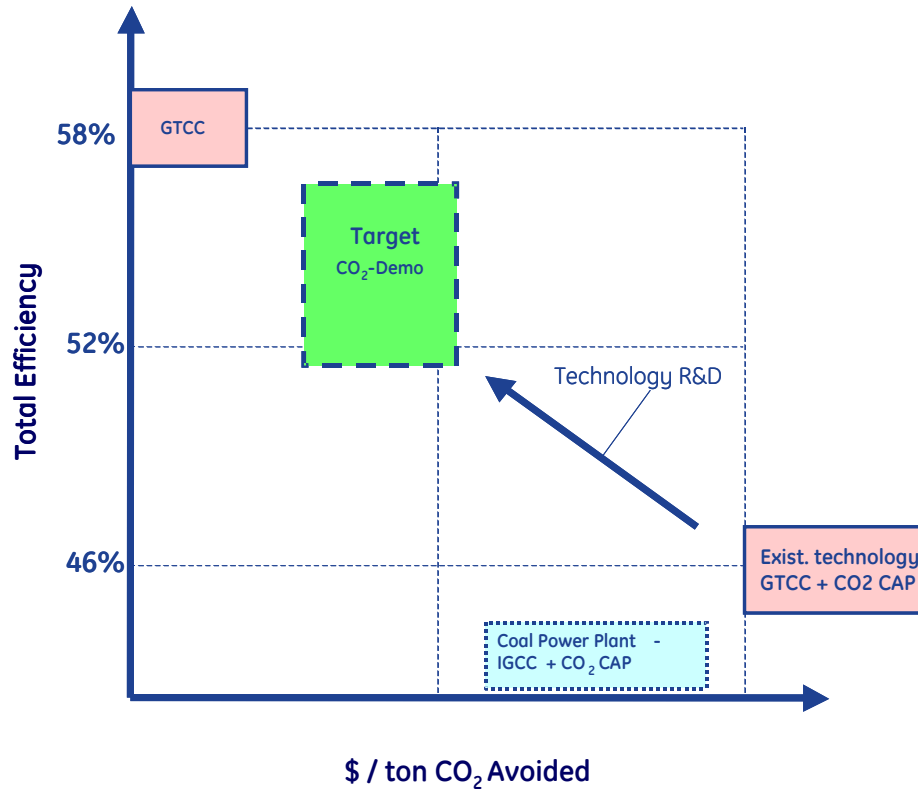 58%
GTCC
Target
CO₂-Demo
Total Efficiency
52%
Technology R&D
46%
Exist. technology
GTCC + CO2 CAP
Coal Power Plant -
IGCC + CO₂ CAP
$ / ton CO₂ Avoided